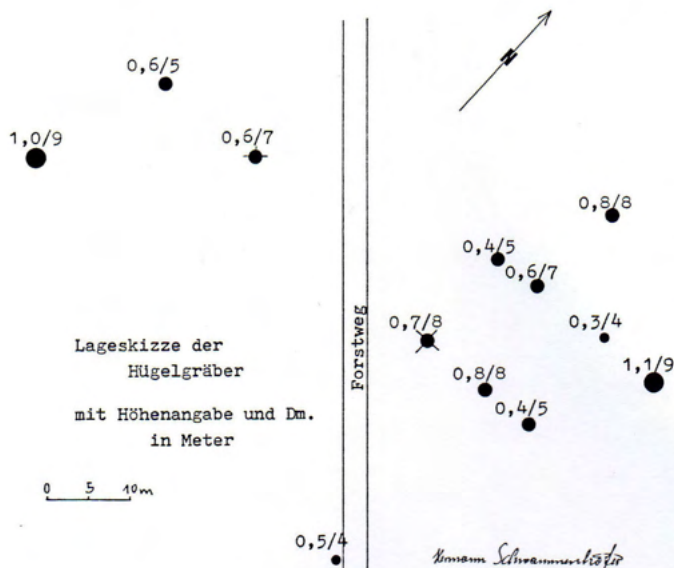 N
0,6/5
1,0/9
0,6/7
0,8/8
0,4/5
0,6/7
0,7/8
0,3/4
1,1/9
0,8/8
0,4/5
Forstweg
Lageskizze der
Hügelgräber
mit Höhenangabe und Dm.
in Meter
0 5 10m
0,5/4
Hermann Schwammenhöfer